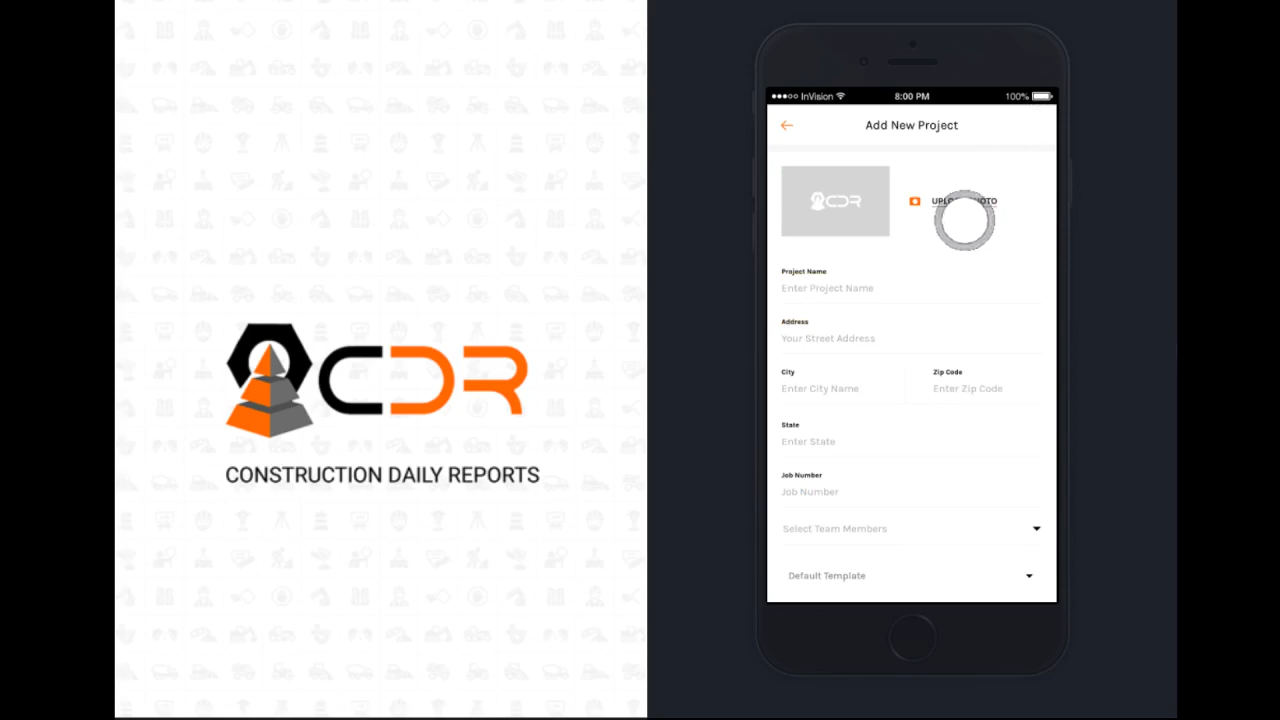 CDR
CONSTRUCTION DAILY REPORTS
InVision
8:00 PM
100%
Add New Project
CDR
Project Name
Enter Project Name
Address
Your Street Address
City
Zip Code
Enter City Name
Enter Zip Code
State
Enter State
Job Number
Job Number
Select Team Members
Default Template